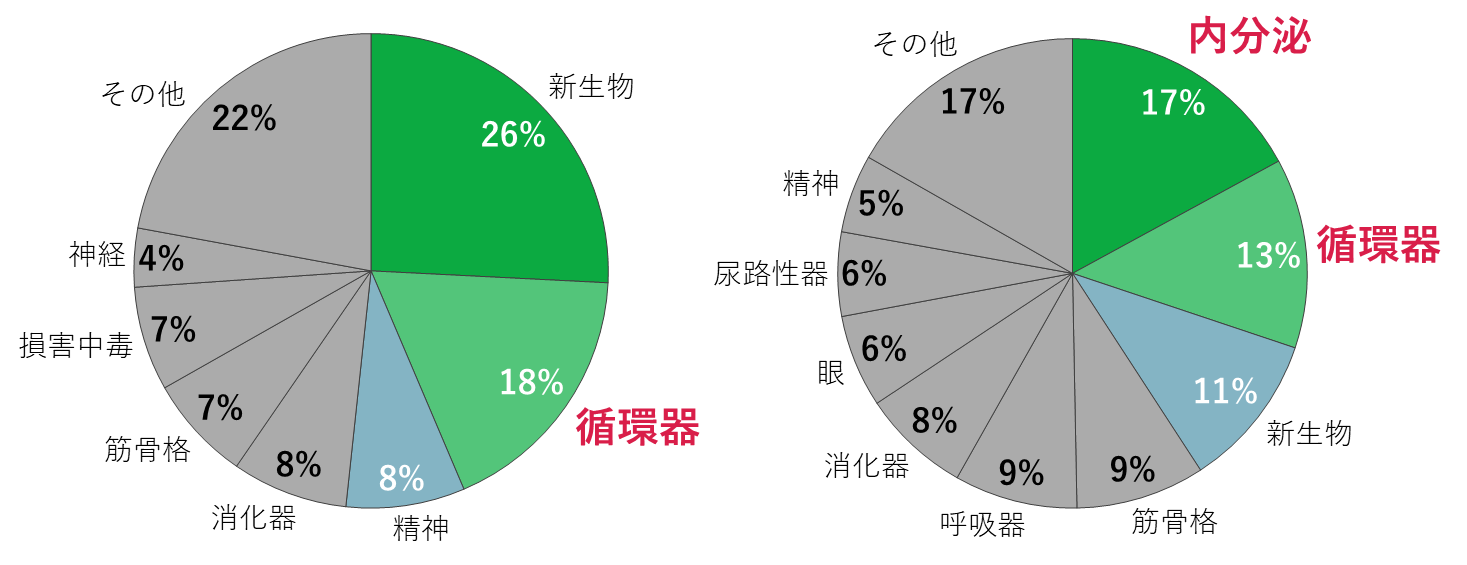 新生物
26%
循環器
18%
精神
8%
消化器
8%
筋骨格
7%
損害中毒
7%
神経
4%
その他
22%
内分泌
17%
循環器
13%
新生物
11%
筋骨格
9%
呼吸器
9%
消化器
8%
眼
6%
尿路性器
6%
精神
5%
その他
17%